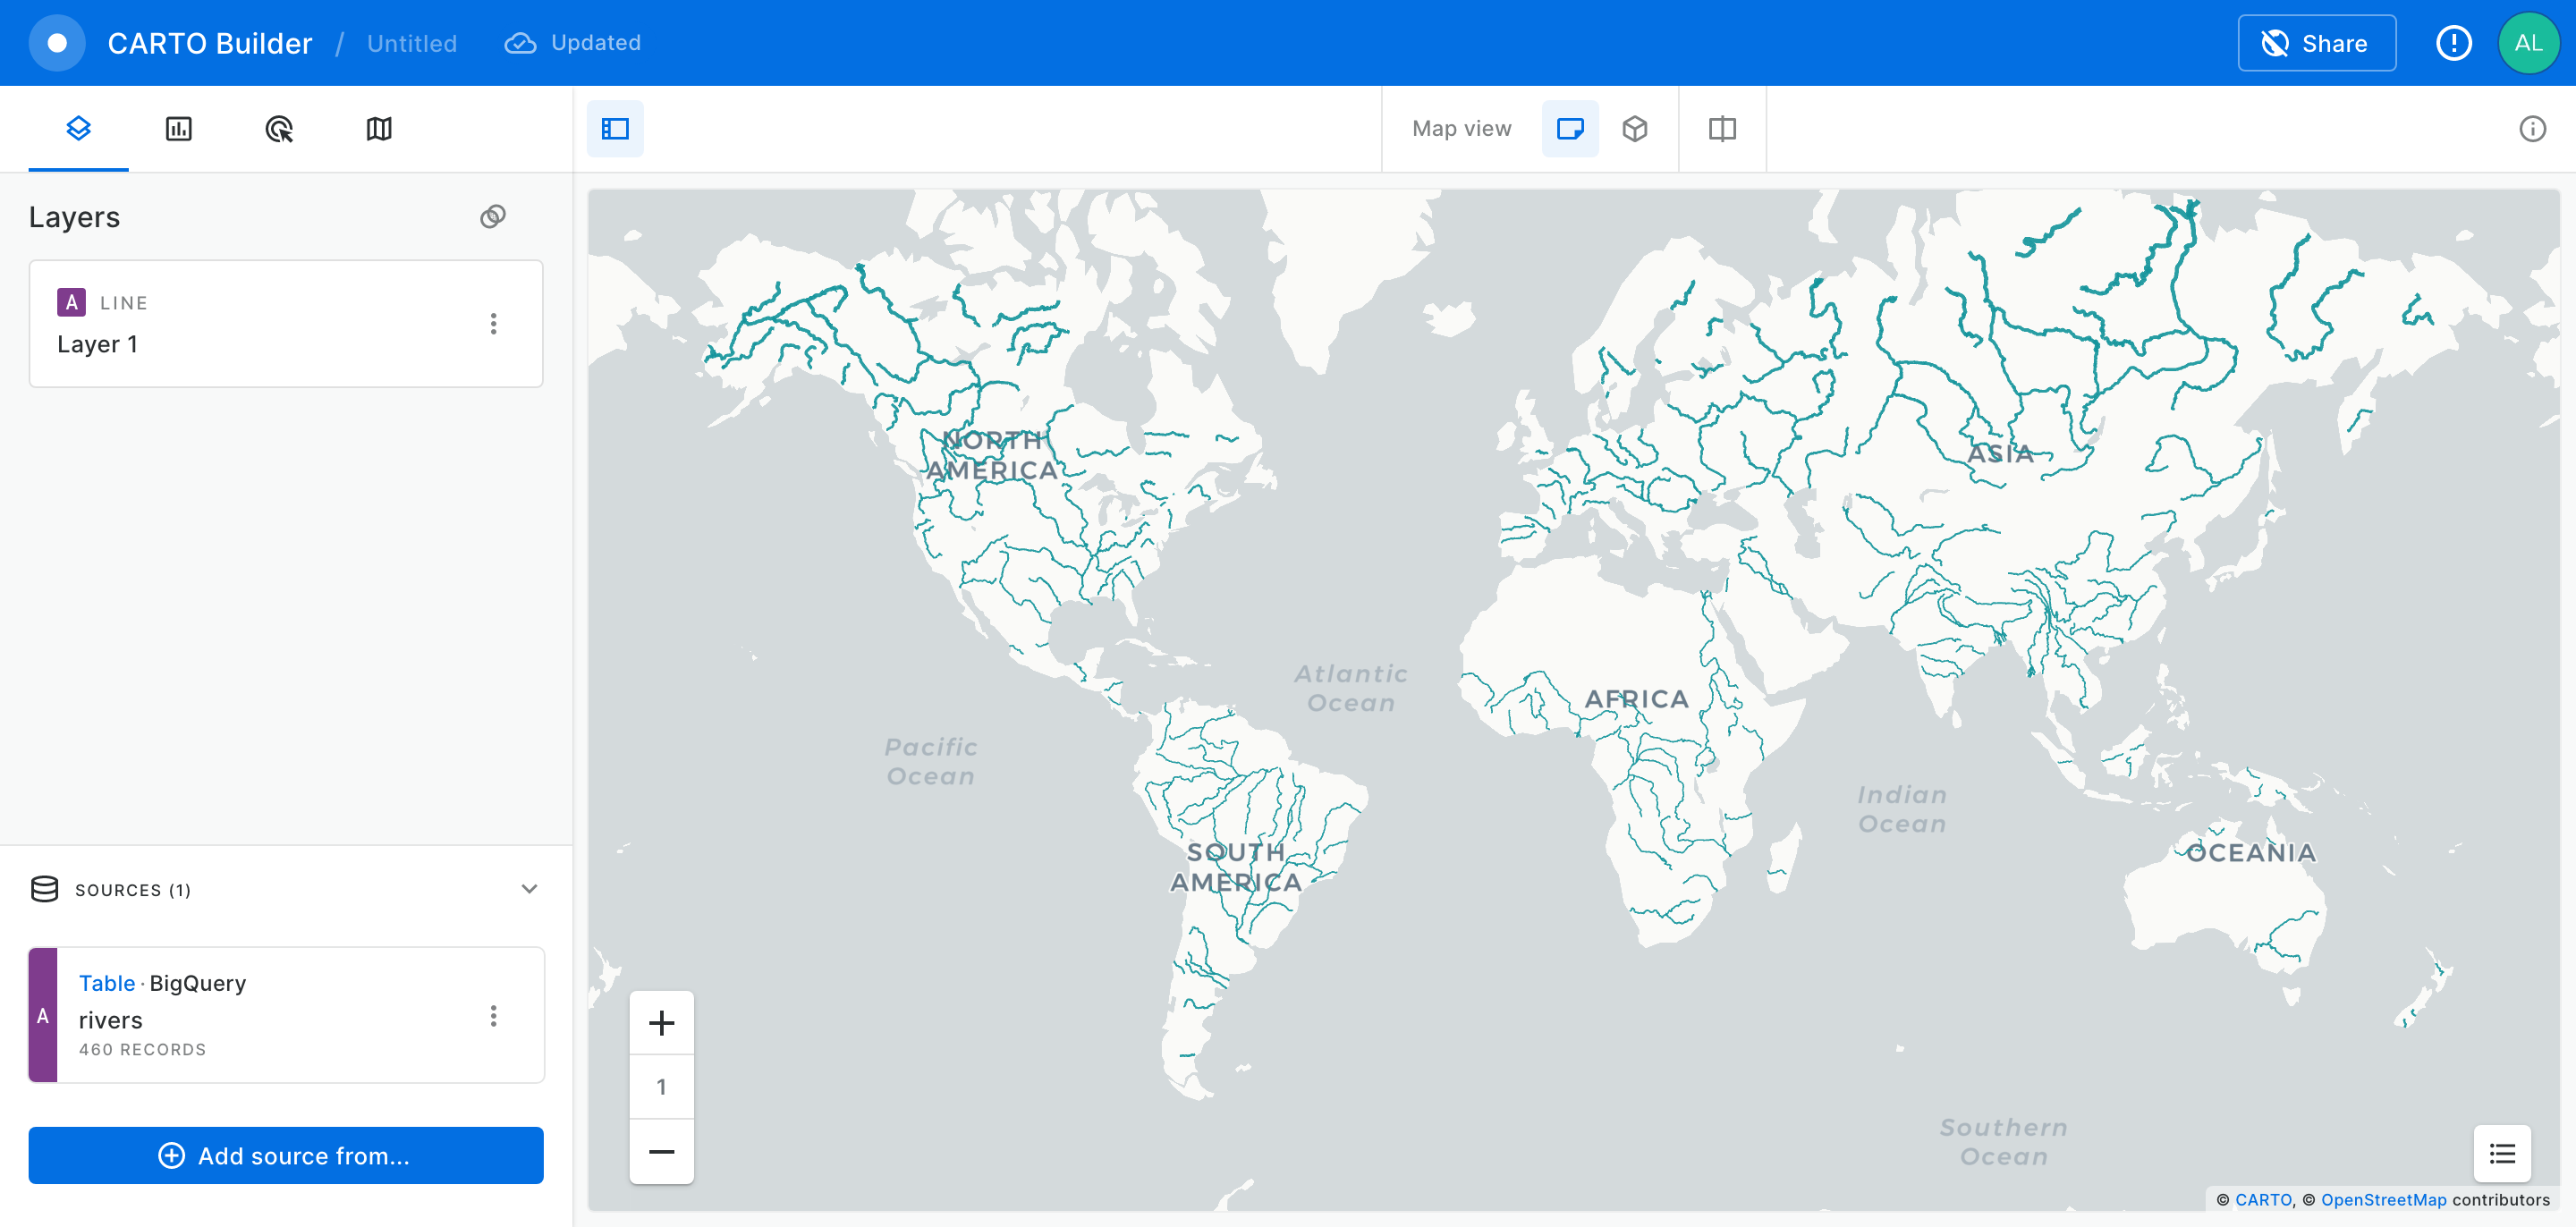 CARTO Builder / Untitled Updated
Share
AL
Map view
Layers
A LINE
Layer 1
NORTH
AMERICA
ASIA
Atlantic
Ocean
AFRICA
Pacific
Ocean
Indian
Ocean
SOUTH
AMERICA
OCEANIA
Southern
Ocean
SOURCES (1)
A
Table · BigQuery
rivers
460 RECORDS
Add source from...
1
© CARTO, © OpenStreetMap contributors